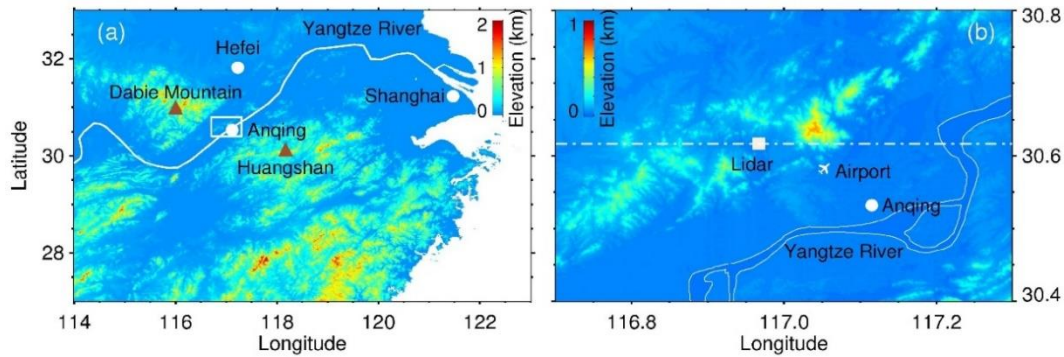 (a)
Yangtze River
2
1
0
Elevation (km)
Hefei
Dabie Mountain
Shanghai
Anqing
Huangshan
Latitude
32
30
28
114
116
118
120
122
Longitude
(b)
1
0
Elevation (km)
Lidar
Airport
Anqing
Yangtze River
30.8
30.6
30.4
116.8
117.0
117.2
Longitude